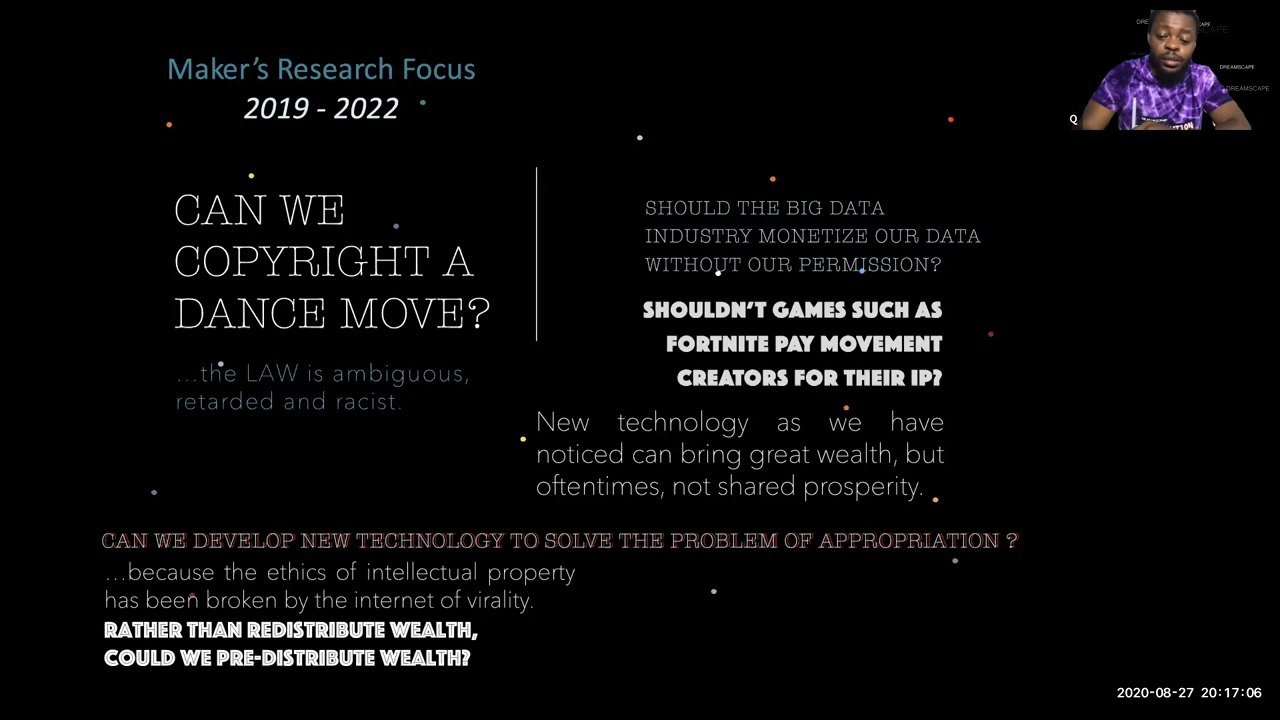 Maker's Research Focus
2019 - 2022
CAN WE
COPYRIGHT A
DANCE MOVE?
...the LAW is ambiguous,
retarded and racist.
SHOULD THE BIG DATA
INDUSTRY MONETIZE OUR DATA
WITHOUT OUR PERMISSION?
SHOULDN'T GAMES SUCH AS
FORTNITE PAY MOVEMENT
CREATORS FOR THEIR IP?
New technology as we have
noticed can bring great wealth, but
oftentimes, not shared prosperity.
CAN WE DEVELOP NEW TECHNOLOGY TO SOLVE THE PROBLEM OF APPROPRIATION ?
...because the ethics of intellectual property
has been broken by the internet of virality.
RATHER THAN REDISTRIBUTE WEALTH,
COULD WE PRE-DISTRIBUTE WEALTH?
Q
DREAMSCAPE
DREAMSCAPE
2020-08-27 20:17:06